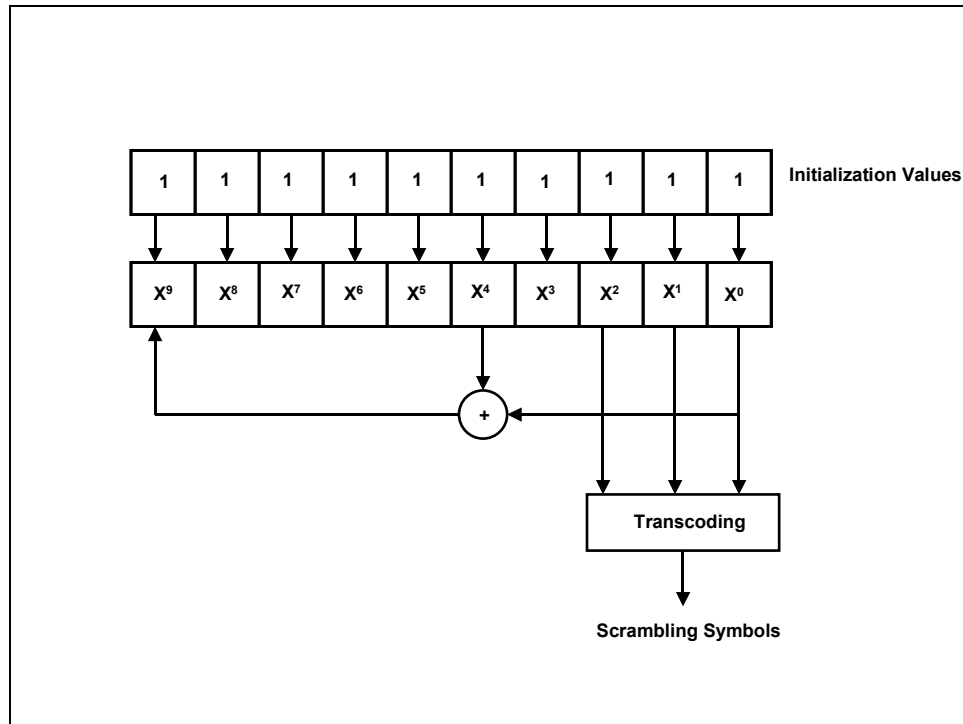 1 1 1 1 1 1 1 1 1 1 Initialization Values
X⁹ X⁸ X⁷ X⁶ X⁵ X⁴ X³ X² X¹ X⁰
+
Transcoding
Scrambling Symbols